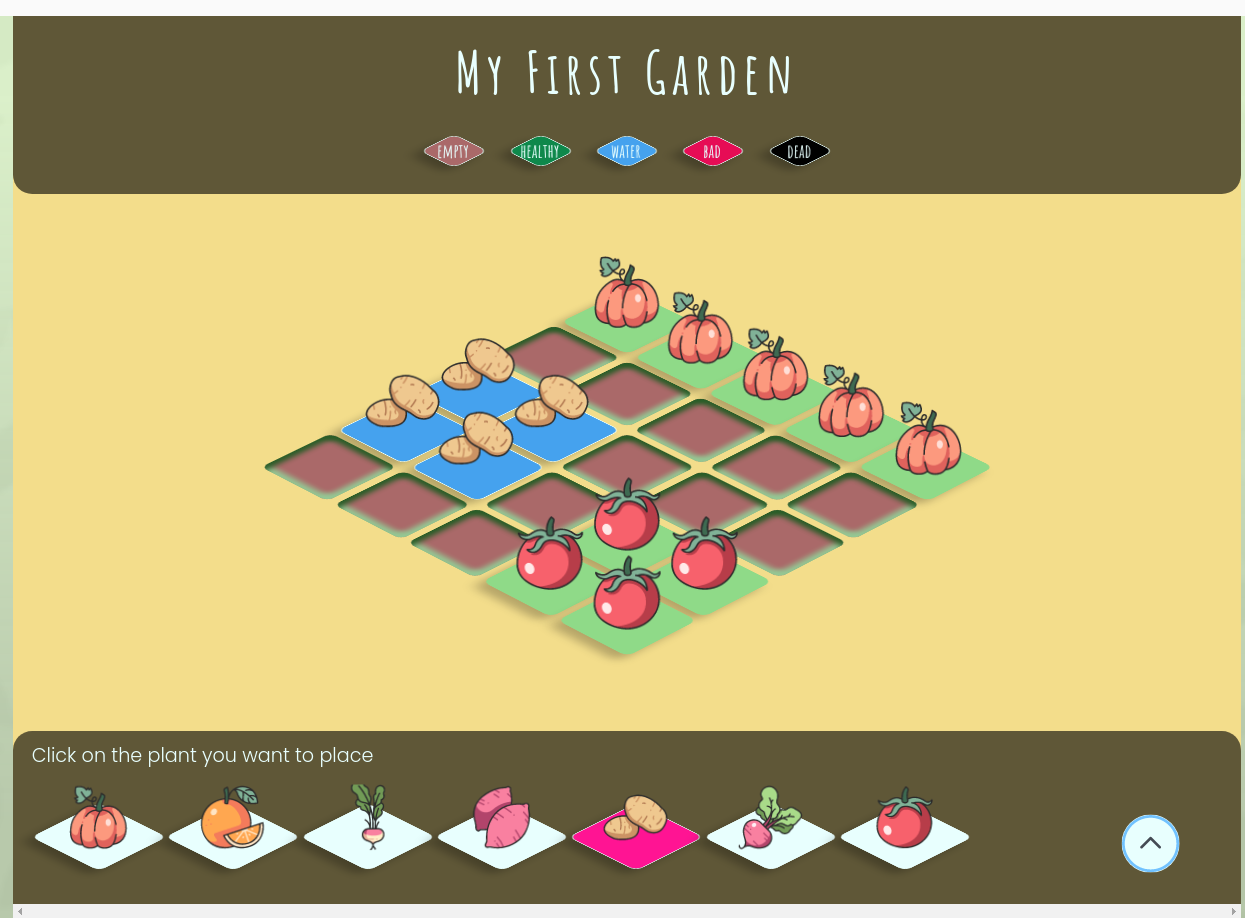 My First Garden
EMPTY
HEALTHY
WATER
BAD
DEAD
Click on the plant you want to place